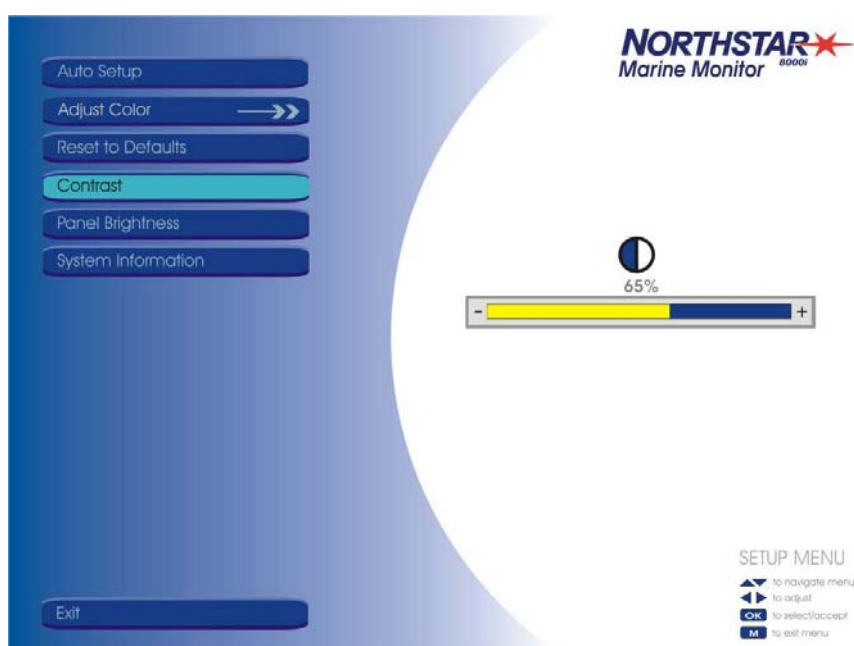 NORTHSTAR
8000i
Marine Monitor
Auto Setup
Adjust Color
Reset to Defaults
Contrast
Panel Brightness
System Information
65%
- +
SETUP MENU
to navigate menu
to adjust
OK to select/accept
M to exit menu
Exit